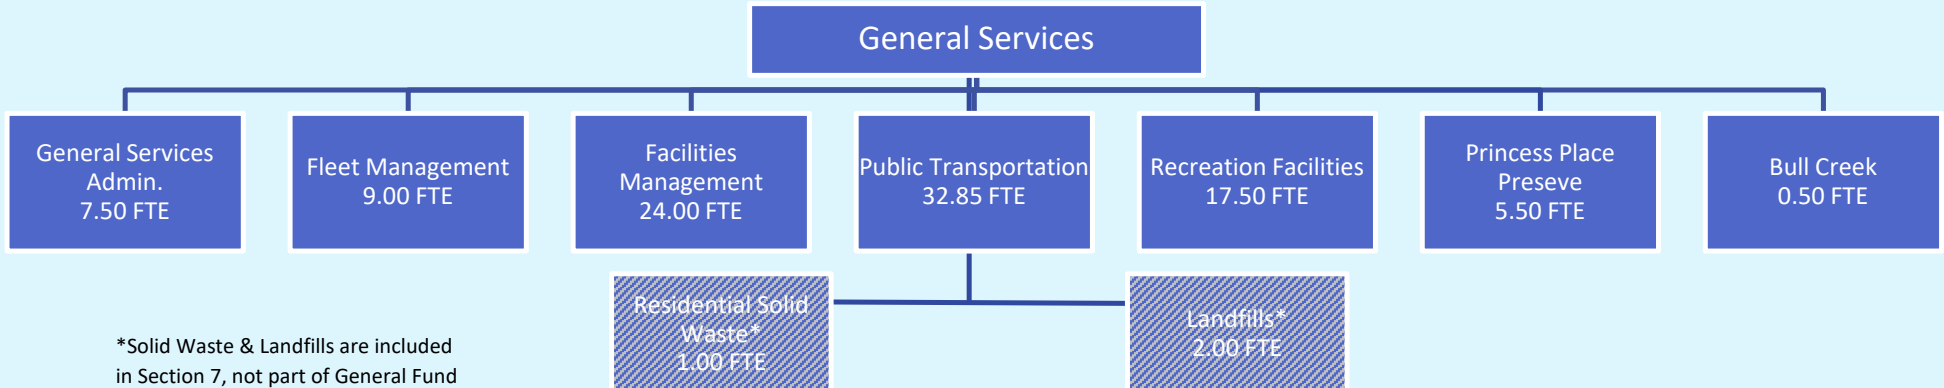 General Services
General Services
Admin.
7.50 FTE
Fleet Management
9.00 FTE
Facilities
Management
24.00 FTE
Public Transportation
32.85 FTE
Recreation Facilities
17.50 FTE
Princess Place
Preseve
5.50 FTE
Bull Creek
0.50 FTE
Residential Solid
Waste*
1.00 FTE
Landfills*
2.00 FTE
*Solid Waste & Landfills are included
in Section 7, not part of General Fund